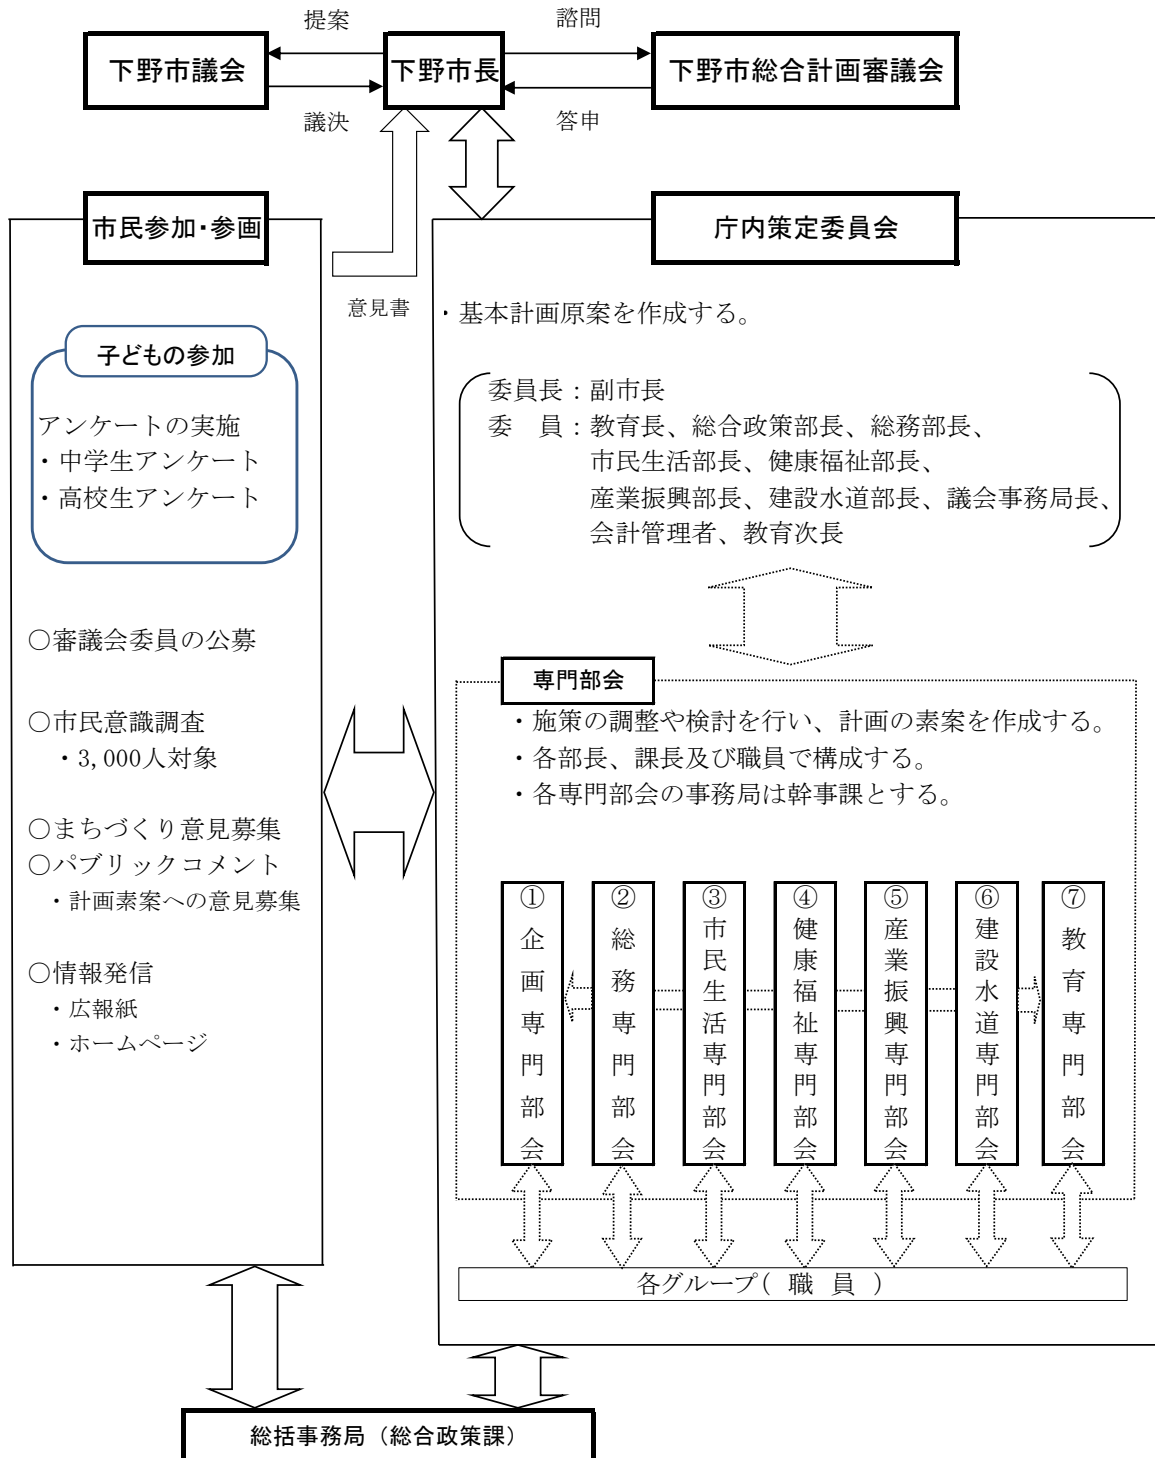 提案
諮問
下野市議会
下野市長
下野市総合計画審議会
議決
答申
市民参加・参画
庁内策定委員会
意見書
・基本計画原案を作成する。
子どもの参加
アンケートの実施
・中学生アンケート
・高校生アンケート
委員長：副市長
委　員：教育長、総合政策部長、総務部長、
市民生活部長、健康福祉部長、
産業振興部長、建設水道部長、議会事務局長、
会計管理者、教育次長
○審議会委員の公募
○市民意識調査
・3,000人対象
○まちづくり意見募集
○パブリックコメント
・計画素案への意見募集
○情報発信
・広報紙
・ホームページ
専門部会
・施策の調整や検討を行い、計画の素案を作成する。
・各部長、課長及び職員で構成する。
・各専門部会の事務局は幹事課とする。
①企画専門部会
②総務専門部会
③市民生活専門部会
④健康福祉専門部会
⑤産業振興専門部会
⑥建設水道専門部会
⑦教育専門部会
各グループ（ 職 員 ）
総括事務局（総合政策課）